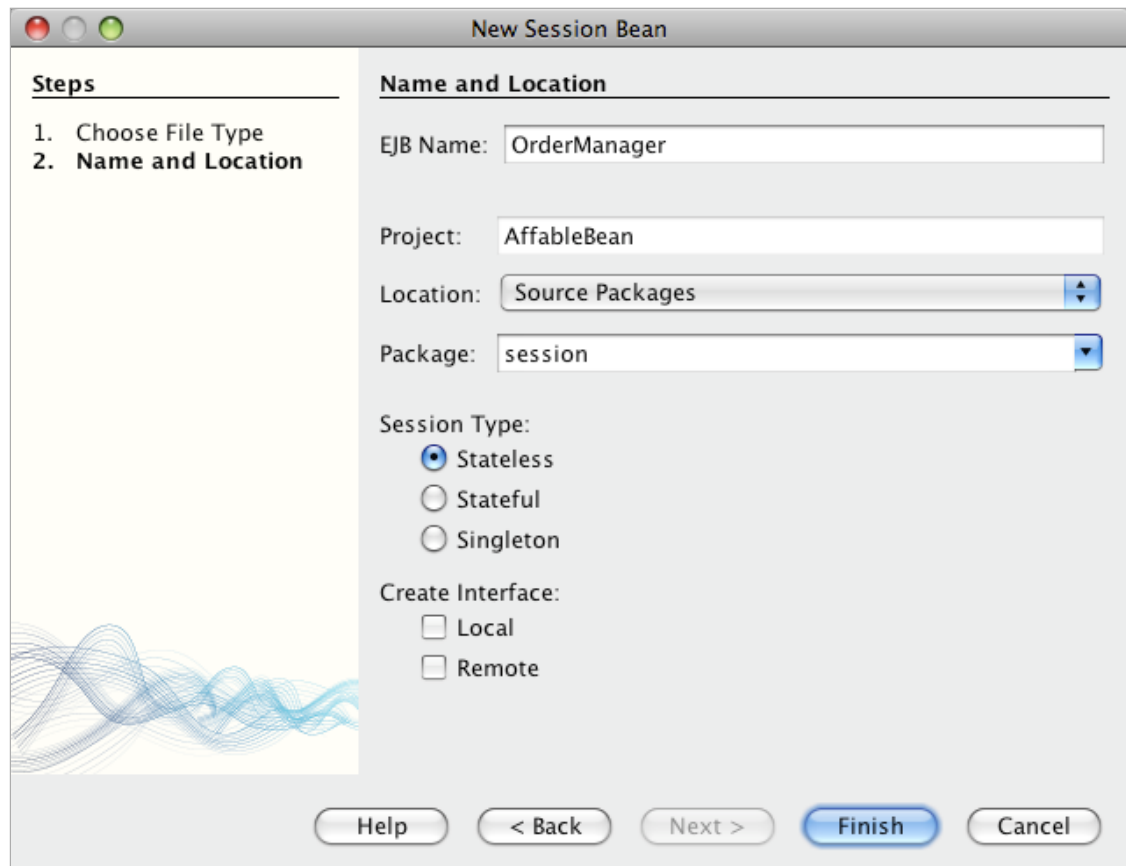 New Session Bean
Steps
1. Choose File Type
2. Name and Location
Name and Location
EJB Name: OrderManager
Project: AffableBean
Location: Source Packages
Package: session
Session Type:
Stateless
Stateful
Singleton
Create Interface:
Local
Remote
Help < Back Next > Finish Cancel